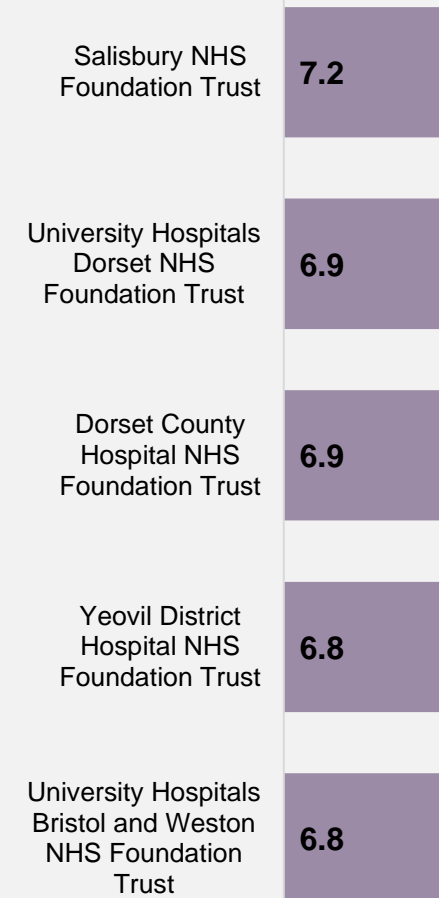 Salisbury NHS
Foundation Trust
7.2
University Hospitals
Dorset NHS
Foundation Trust
6.9
Dorset County
Hospital NHS
Foundation Trust
6.9
Yeovil District
Hospital NHS
Foundation Trust
6.8
University Hospitals
Bristol and Weston
NHS Foundation
Trust
6.8